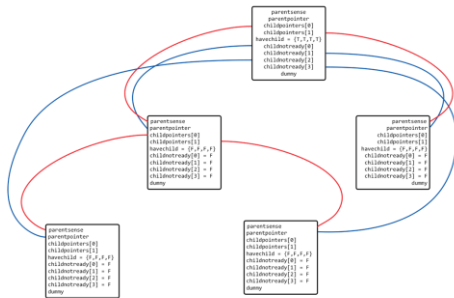 parentsense
parentpointer
childpointers[0]
childpointers[1]
havechild = {T,T,T,T}
childnotready[0]
childnotready[1]
childnotready[2]
childnotready[3]
dummy
parentsense
parentpointer
childpointers[0]
childpointers[1]
havechild = {F,F,F,F}
childnotready[0] = F
childnotready[1] = F
childnotready[2] = F
childnotready[3] = F
dummy
parentsense
parentpointer
childpointers[0]
childpointers[1]
havechild = {F,F,F,F}
childnotready[0] = F
childnotready[1] = F
childnotready[2] = F
childnotready[3] = F
dummy
parentsense
parentpointer
childpointers[0]
childpointers[1]
havechild = {F,F,F,F}
childnotready[0] = F
childnotready[1] = F
childnotready[2] = F
childnotready[3] = F
dummy
parentsense
parentpointer
childpointers[0]
childpointers[1]
havechild = {F,F,F,F}
childnotready[0] = F
childnotready[1] = F
childnotready[2] = F
childnotready[3] = F
dummy